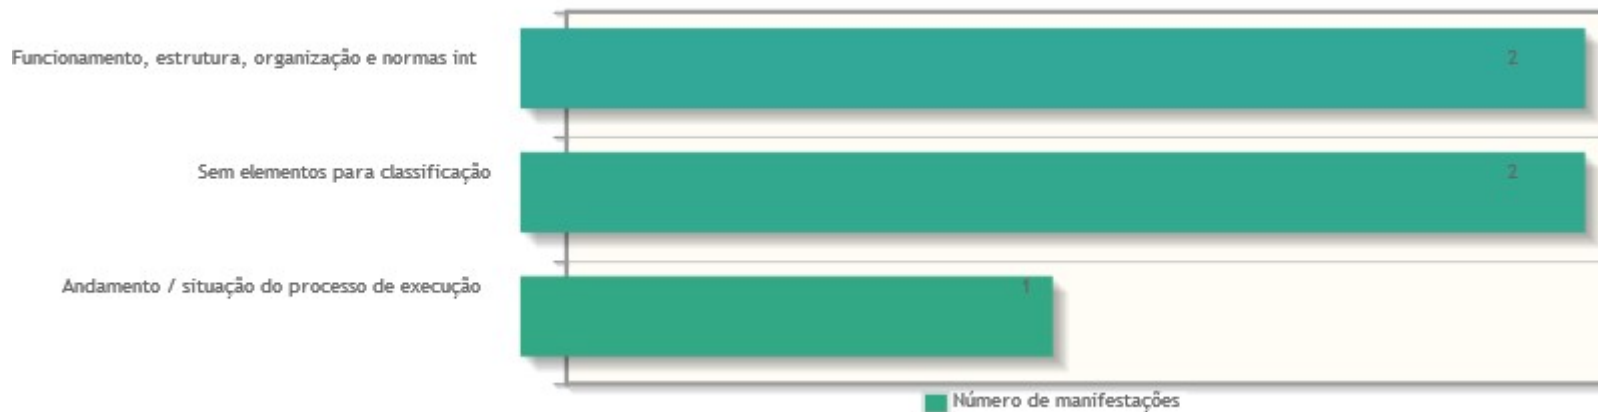 Funcionamento, estrutura, organização e normas int
2
Sem elementos para classificação
2
Andamento / situação do processo de execução
1
Número de manifestações